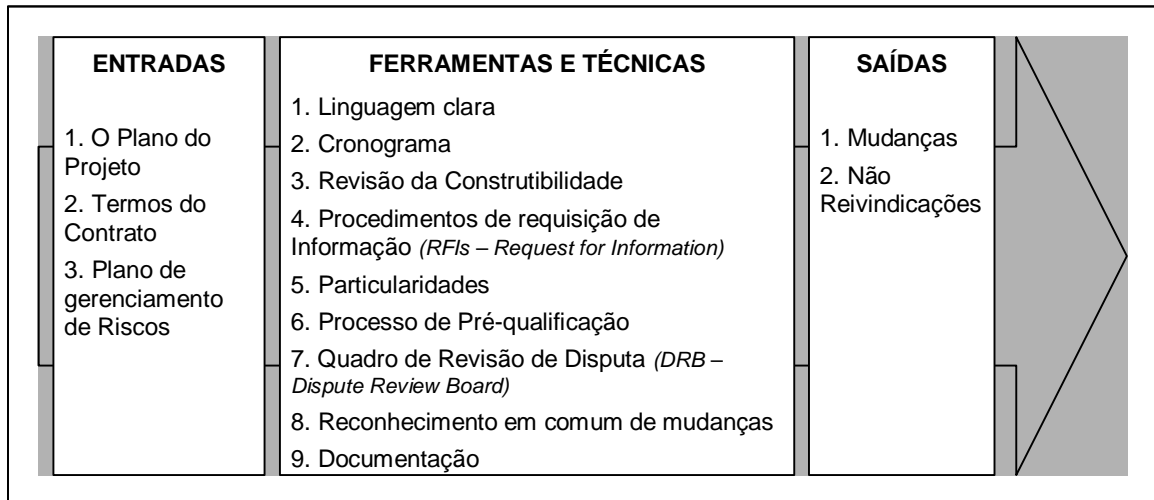 ENTRADAS
1. O Plano do
Projeto
2. Termos do
Contrato
3. Plano de
gerenciamento
de Riscos
FERRAMENTAS E TÉCNICAS
1. Linguagem clara
2. Cronograma
3. Revisão da Construtibilidade
4. Procedimentos de requisição de
Informação (RFIs – Request for Information)
5. Particularidades
6. Processo de Pré-qualificação
7. Quadro de Revisão de Disputa (DRB –
Dispute Review Board)
8. Reconhecimento em comum de mudanças
9. Documentação
SAÍDAS
1. Mudanças
2. Não
Reivindicações